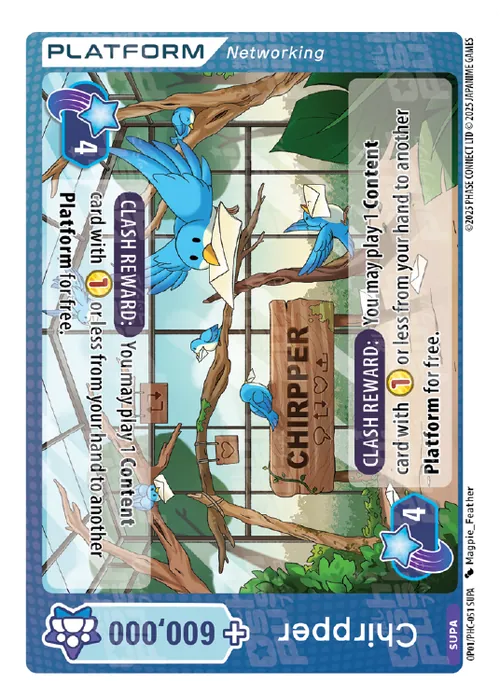 PLATFORM
Networking
4
CLASH REWARD: You may play 1 Content
card with 1 or less from your hand to another
Platform for free.
CHIRPPER
CLASH REWARD: You may play 1 Content
card with 1 or less from your hand to another
Platform for free.
4
+ 600,000
Chirpper
SUPA
OP01/PHC-051 SUPA
Magpie_Feather
©2025 PHASE CONNECT LTD © 2025 JAPANIME GAMES